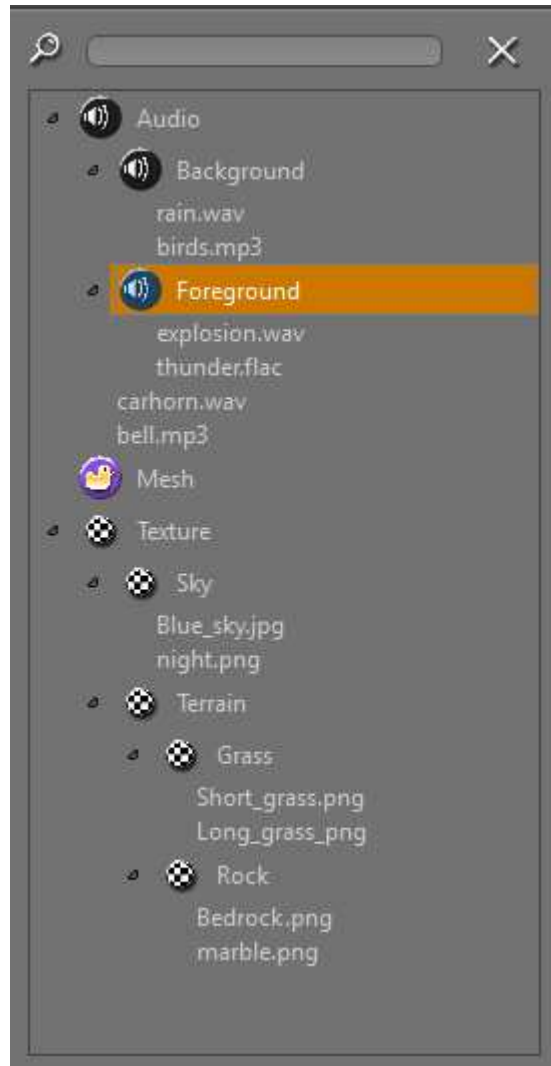 Audio
Background
rain.wav
birds.mp3
Foreground
explosion.wav
thunder.flac
carhorn.wav
bell.mp3
Mesh
Texture
Sky
Blue_sky.jpg
night.png
Terrain
Grass
Short_grass.png
Long_grass_png
Rock
Bedrock.png
marble.png